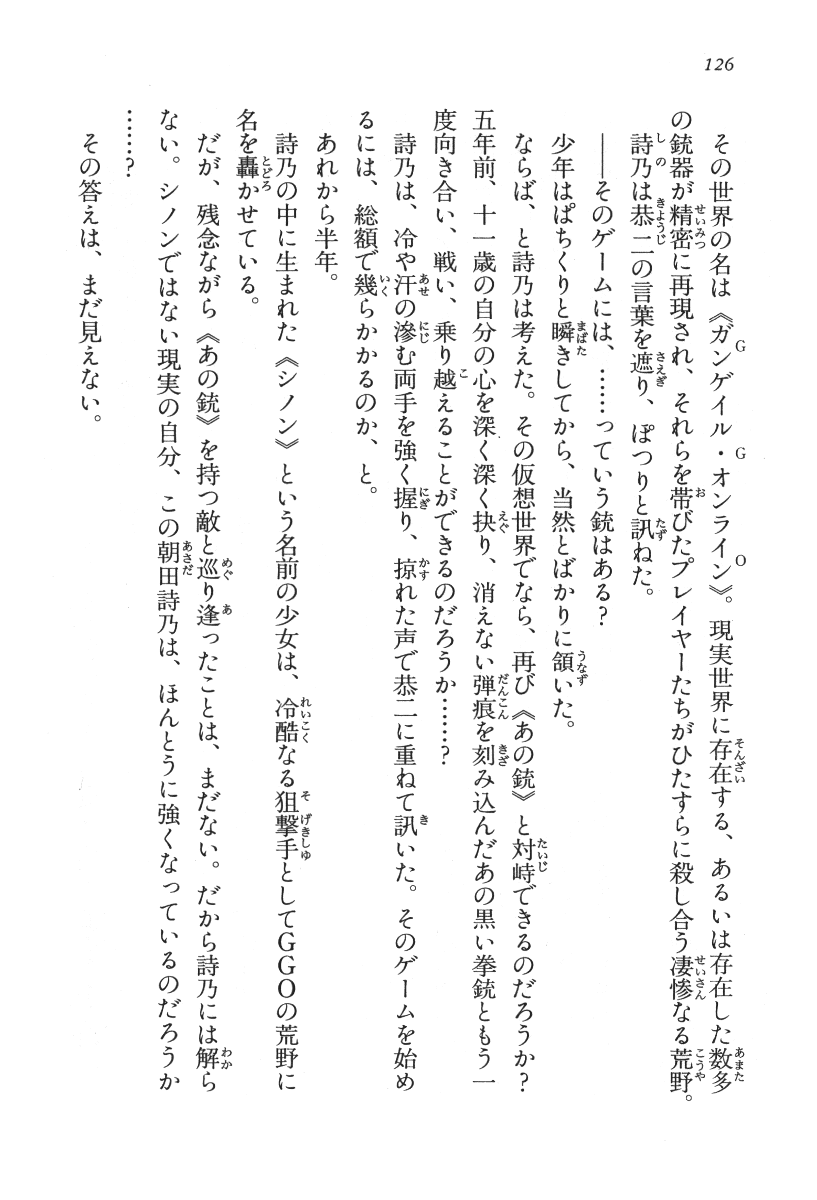 126
その世界の名は《ガンゲイル・オンライン》。現実世界に存在する、あるいは存在した数多
の銃器が精密に再現され、それらを帯びたプレイヤーたちがひたすらに殺し合う凄惨なる荒野。
詩乃は恭二の言葉を遮り、ぽつりと訊ねた。
――そのゲームには、……っていう銃はある?
少年はぱちくりと瞬きしてから、当然とばかりに頷いた。
ならば、と詩乃は考えた。その仮想世界でなら、再び《あの銃》と対峙できるのだろうか?
五年前、十一歳の自分の心を深く深く抉り、消えない弾痕を刻み込んだあの黒い拳銃ともう一
度向き合い、戦い、乗り越えることができるのだろうか……?
詩乃は、冷や汗の滲む両手を強く握り、掠れた声で恭二に重ねて訊いた。そのゲームを始め
るには、総額で幾らかかるのか、と。
あれから半年。
詩乃の中に生まれた《シノン》という名前の少女は、冷酷なる狙撃手としてGGOの荒野に
名を轟かせている。
だが、残念ながら《あの銃》を持つ敵と巡り逢ったことは、まだない。だから詩乃には解ら
ない。シノンではない現実の自分、この朝田詩乃は、ほんとうに強くなっているのだろうか
……?
その答えは、まだ見えない。